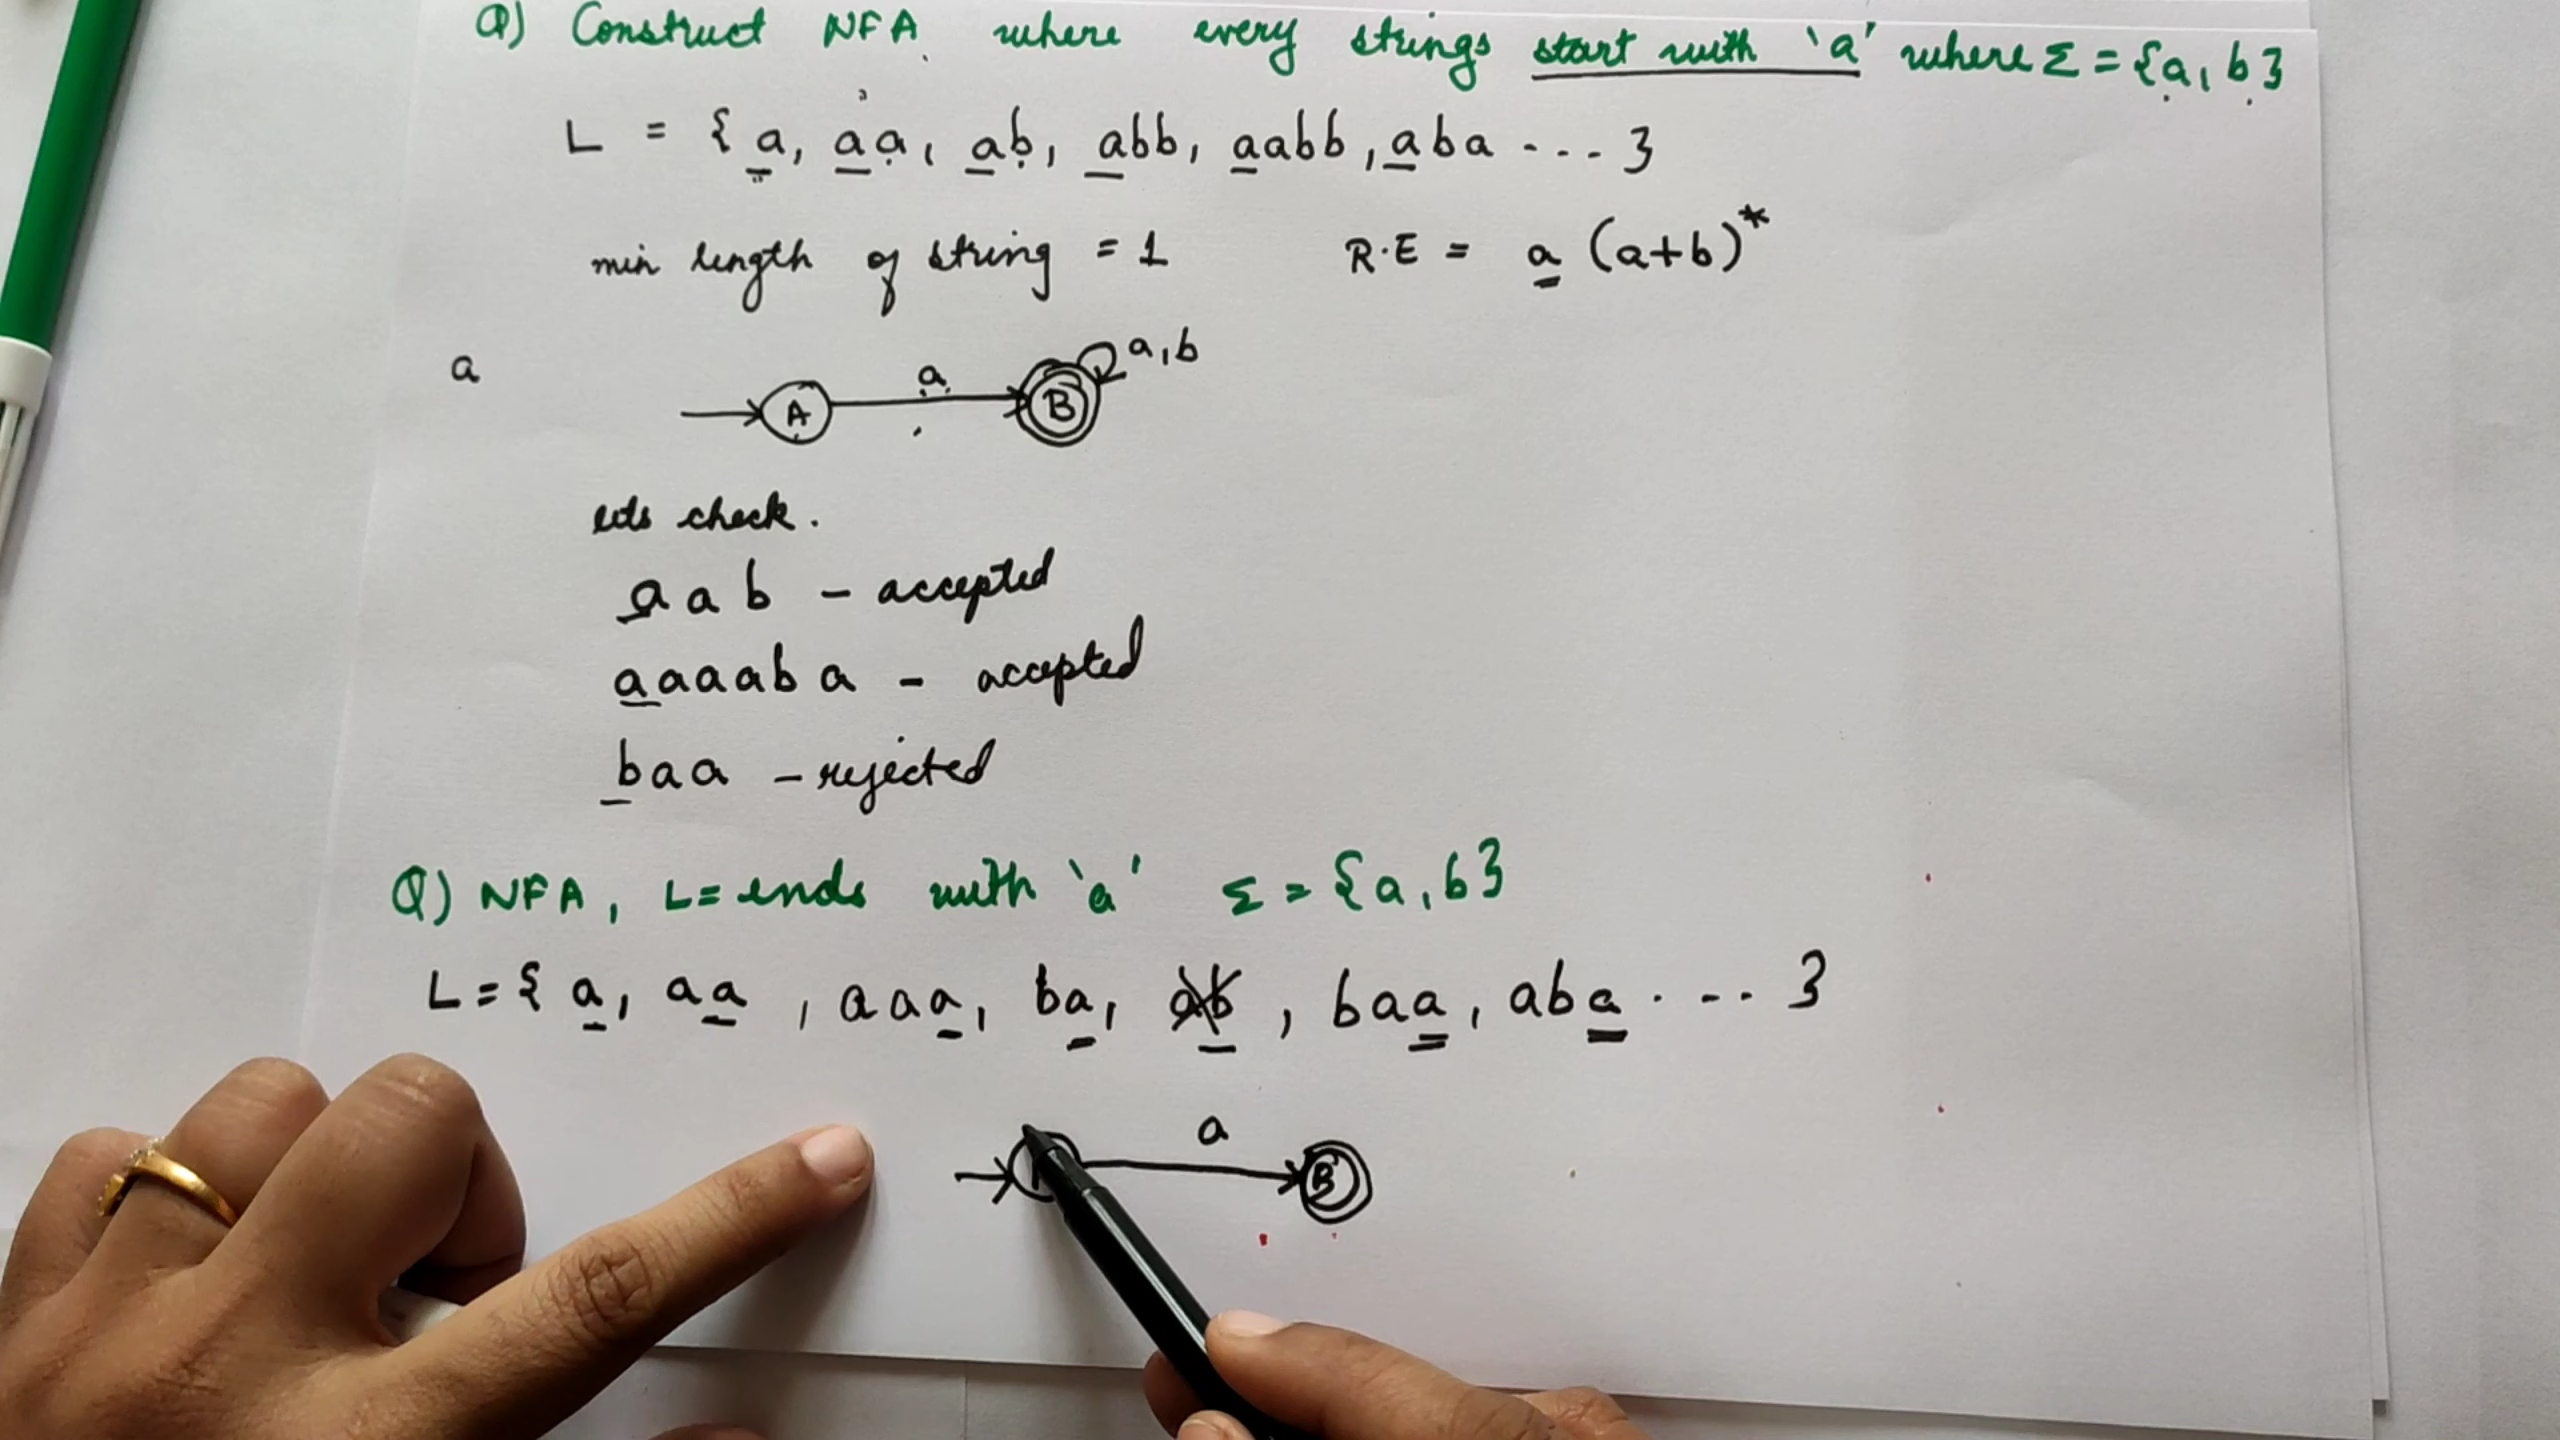 Q) Construct NFA where every strings start with 'a' where Σ = {a, b}
L = { a, aa, ab, abb, aabb, aba ---- }
min length of string = 1 R.E = a (a+b)*
a
a a,b
A B
lets check.
aab - accepted
aaaaba - accepted
baa - rejected
Q) NFA, L= ends with 'a' Σ = {a, b}
L = { a, aa, aaa, ba, ab, baa, aba . --- }
a
B